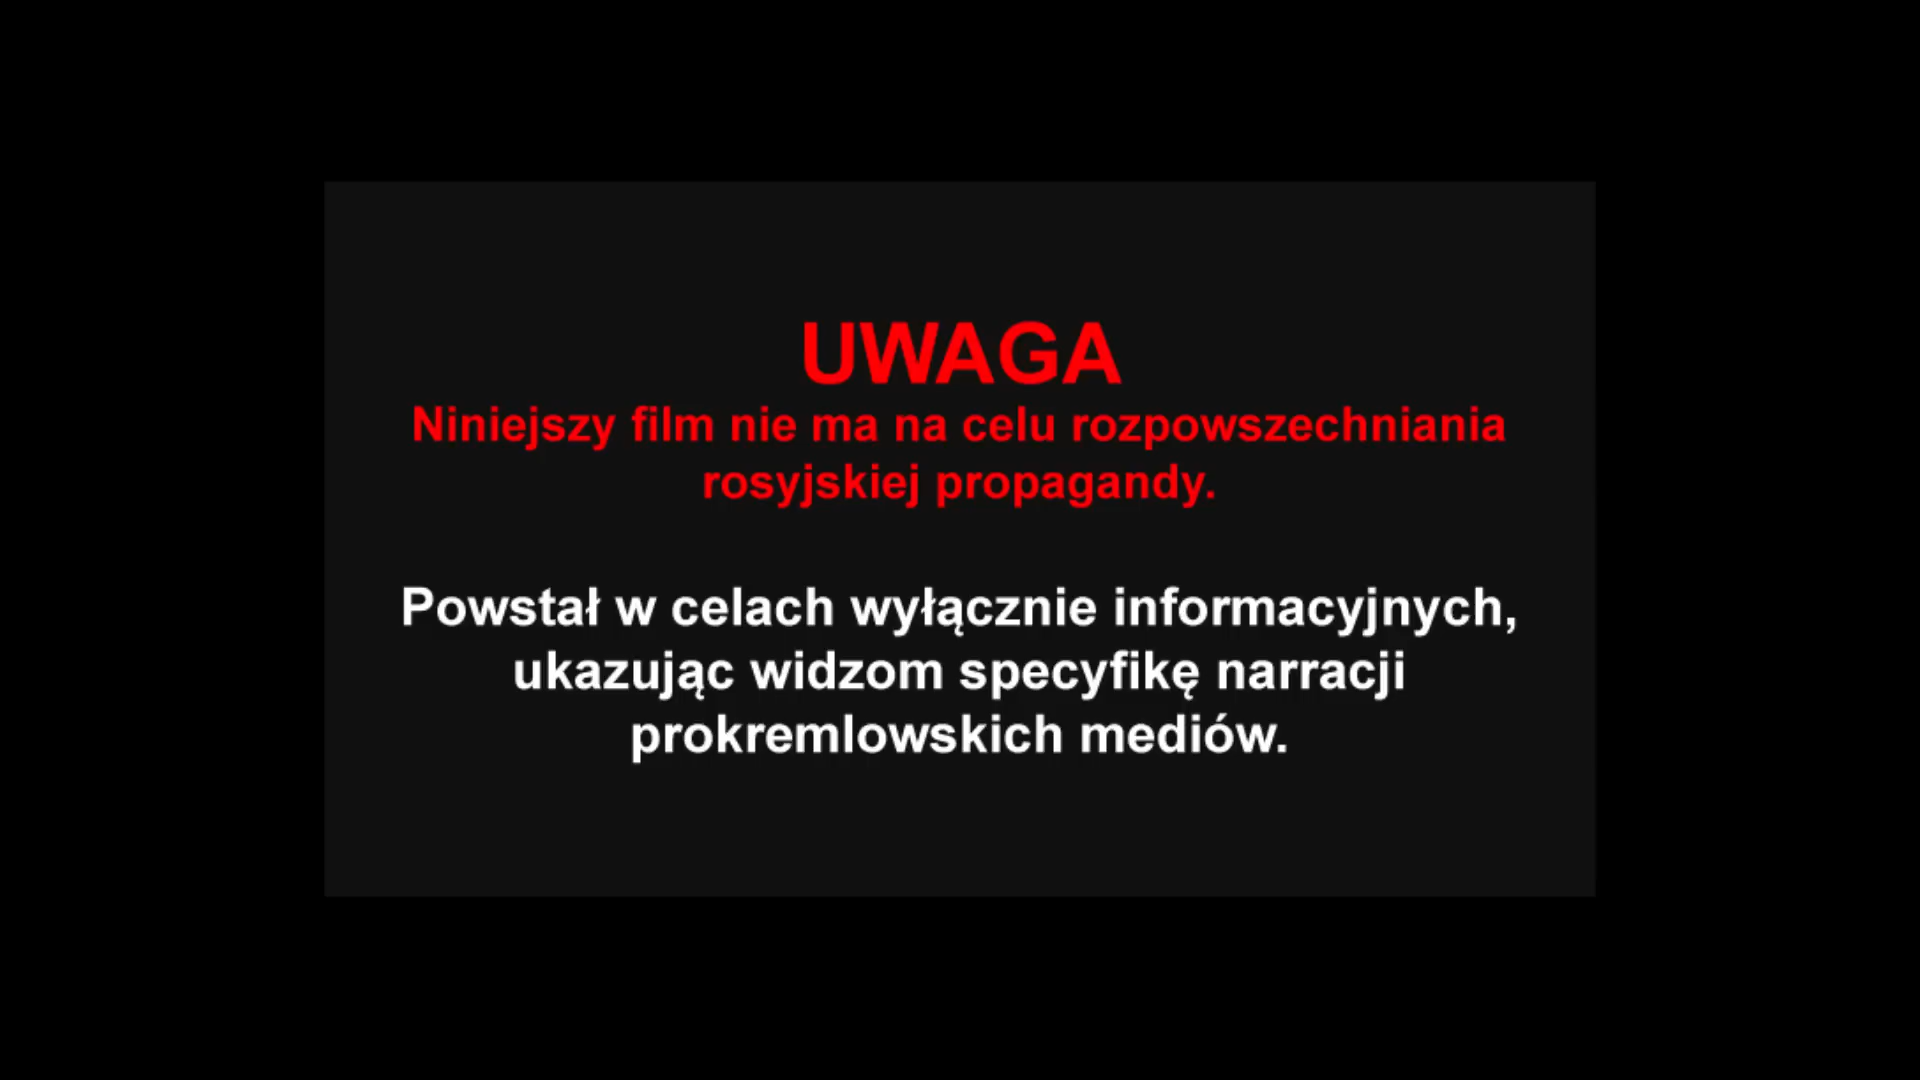 UWAGA
Niniejszy film nie ma na celu rozpowszechniania
rosyjskiej propagandy.
Powstał w celach wyłącznie informacyjnych,
ukazując widzom specyfikę narracji
prokremlowskich mediów.